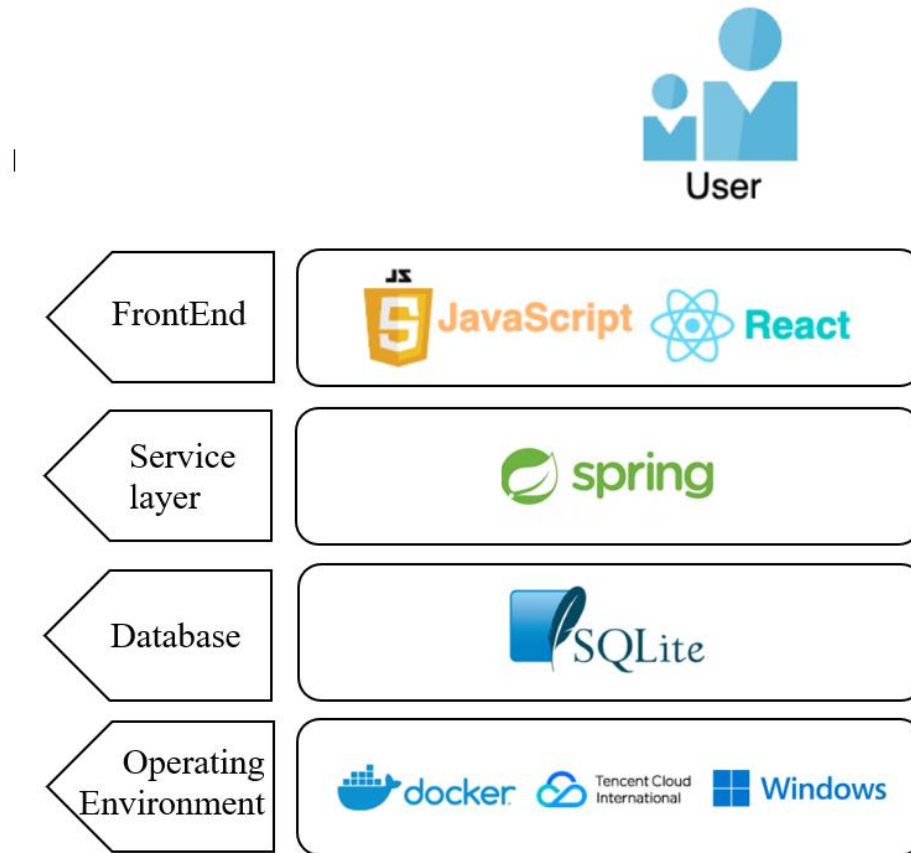 User
FrontEnd
JS
JavaScript
React
Service
layer
spring
Database
SQLite
Operating
Environment
docker
Tencent Cloud
International
Windows